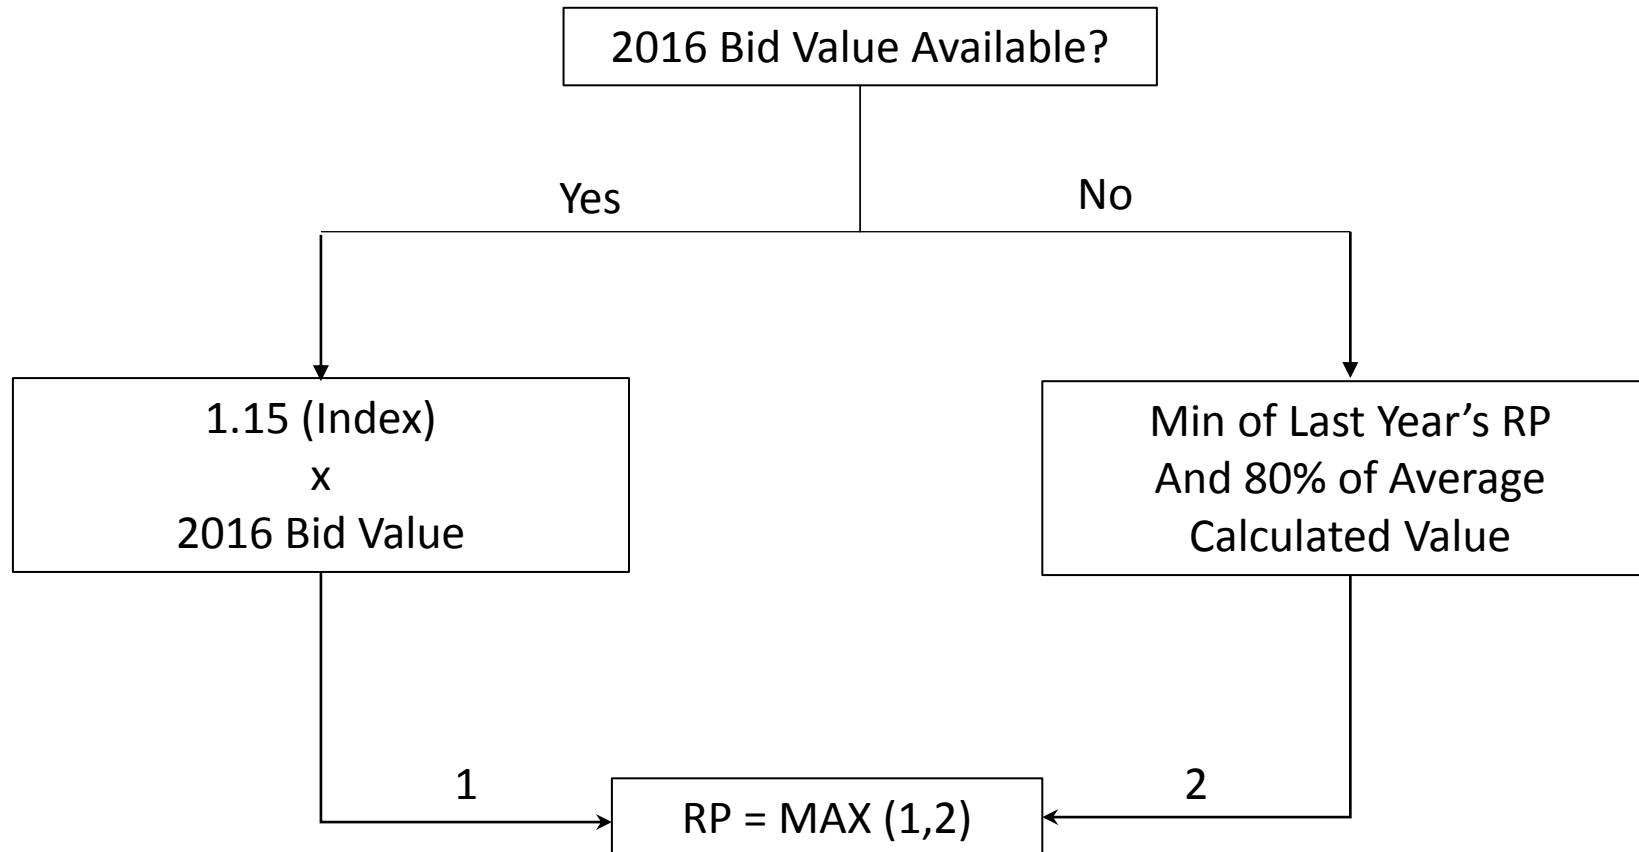 2016 Bid Value Available?
Yes
No
1.15 (Index)
x
2016 Bid Value
Min of Last Year’s RP
And 80% of Average
Calculated Value
1
2
RP = MAX (1,2)